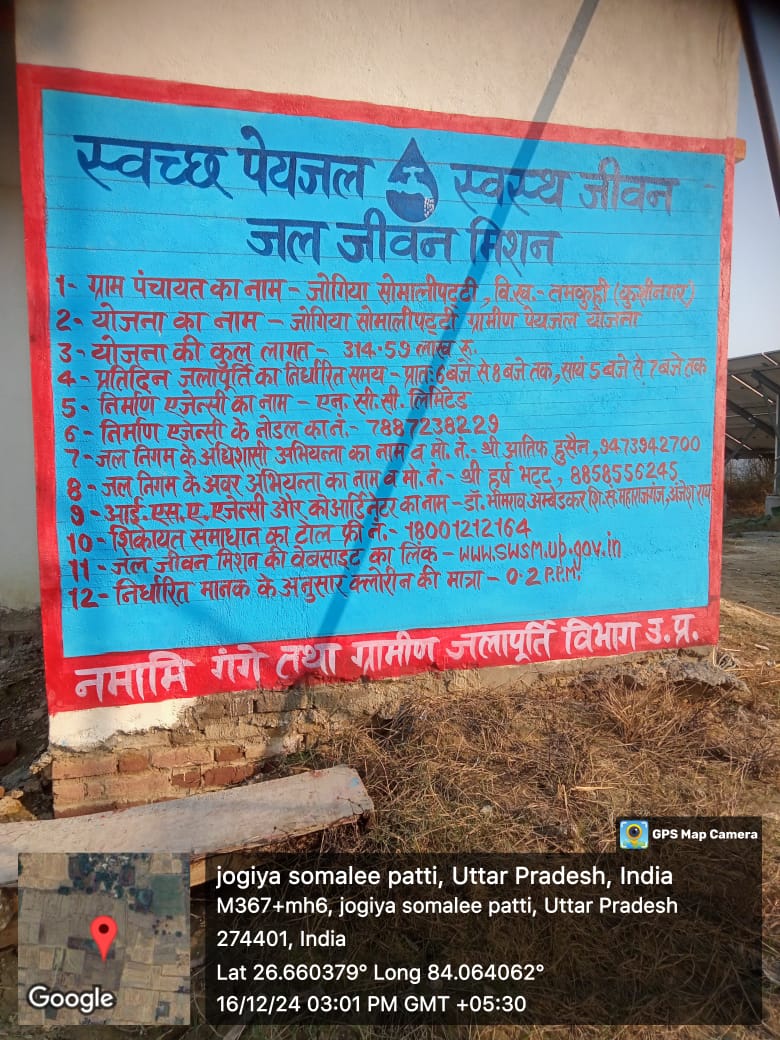 स्वच्छ पेयजल स्वस्थ जीवन
जल जीवन मिशन
1- ग्राम पंचायत का नाम - जोगिया सोमालीपट्टी, वि.ख.- तमकुही (कुशीनगर)
2- योजना का नाम - जोगिया सोमालीपट्टी ग्रामीण पेयजल योजना
3- योजना की कुल लागत - 314.59 लाख रु.
4- प्रतिदिन जलापूर्ति का निर्धारित समय - प्रातः 6 बजे से 8 बजे तक, सायं 5 बजे से 7 बजे तक
5- निर्माण एजेन्सी का नाम - एन. सी. सी. लिमिटेड
6- निर्माण एजेन्सी के नोडल का नं.- 7887238229
7- जल निगम के अधिशासी अभियन्ता का नाम व मो. नं.- श्री आतिफ हुसैन, 9473942700
8- जल निगम के अवर अभियन्ता का नाम व मो. नं.- श्री हर्ष भट्ट, 8858556245
9- आई. एस. ए. एजेन्सी और कोआर्डिनेटर का नाम - डॉ. भीमराव अम्बेडकर शि. सं. महाराजगंज, अंजेश राय
10- शिकायत समाधात का टोल फ्री नं.- 18001212164
11- जल जीवन मिशन की वेबसाइट का लिंक - www.swsm.up.gov.in
12- निर्धारित मानक के अनुसार क्लोरीन की मात्रा - 0.2 P.P.M.
नमामि गंगे तथा ग्रामीण जलापूर्ति विभाग उ. प्र.
GPS Map Camera
jogiya somalee patti, Uttar Pradesh, India
M367+mh6, jogiya somalee patti, Uttar Pradesh
274401, India
Lat 26.660379° Long 84.064062°
16/12/24 03:01 PM GMT +05:30
Google